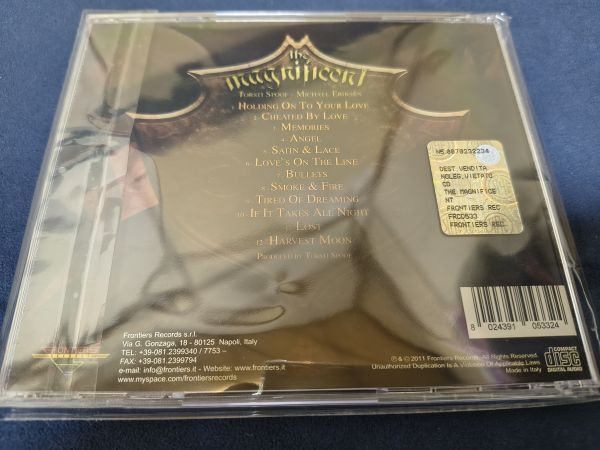 the
magnificent
Torsti Spoof - Michael Eriksen
1. Holding On To Your Love
2. Cheated By Love
3. Memories
4. Angel
5. Satin & Lace
6. Love's On The Line
7. Bullets
8. Smoke & Fire
9. Tired Of Dreaming
10. If It Takes All Night
11. Lost
12. Harvest Moon
Produced by Torsti Spoof
N5.0070232234
DEST.VENDITA
NOLEG.VIETATO
CD
THE MAGNIFICE
NT
FRONTIERS REC
FRCD533
FRONTIERS REC
FRONTIERS
RECORDS
Frontiers Records s.r.l.
Via G. Gonzaga, 18 - 80125 Napoli, Italy
TEL: +39-081.2399340 / 7753 –
FAX: +39-081.2399794
e-mail: info@frontiers.it - Website: www.frontiers.it
www.myspace.com/frontiersrecords
8 024391 053324
℗ & © 2011 Frontiers Records. All Rights Reserved.
Unauthorized Duplication Is A Violation Of Applicable Laws
Made in Italy
COMPACT
disc
DIGITAL AUDIO